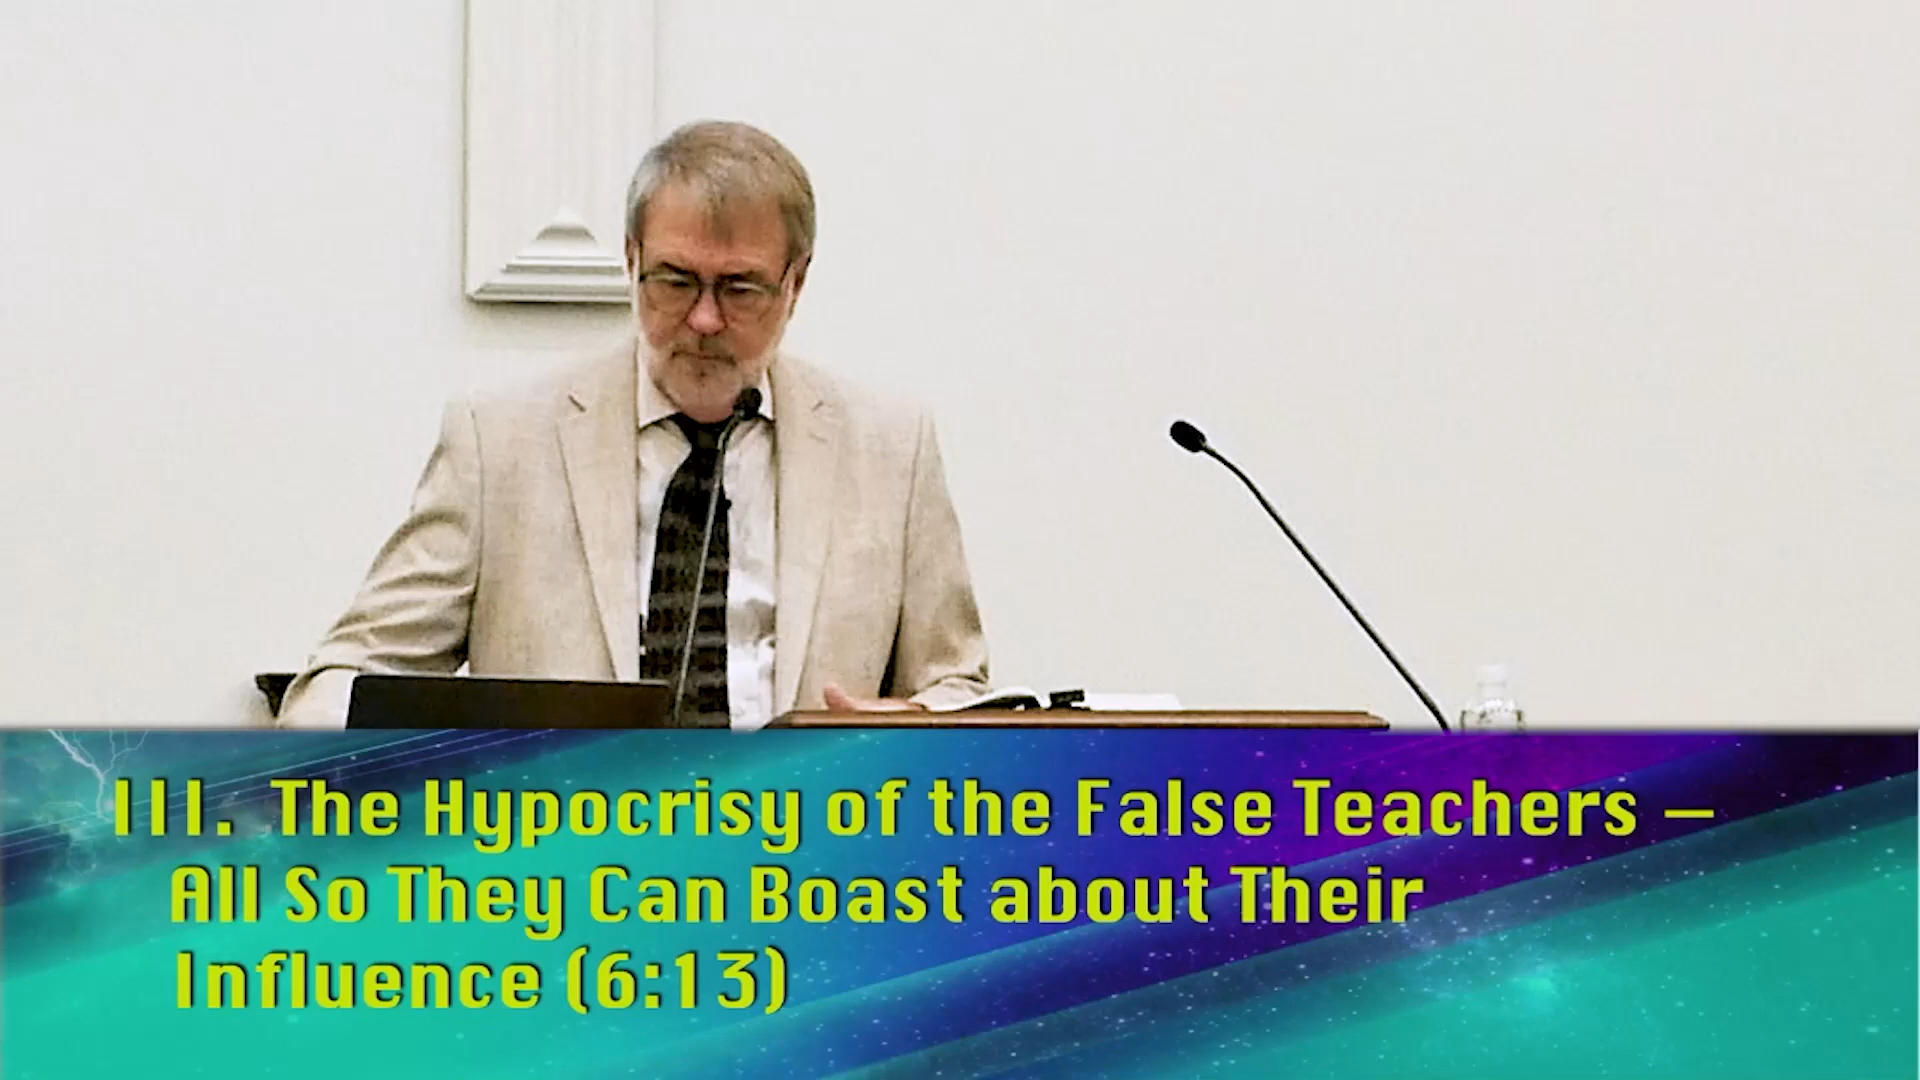 III. The Hypocrisy of the False Teachers –
All So They Can Boast about Their
Influence (6:13)